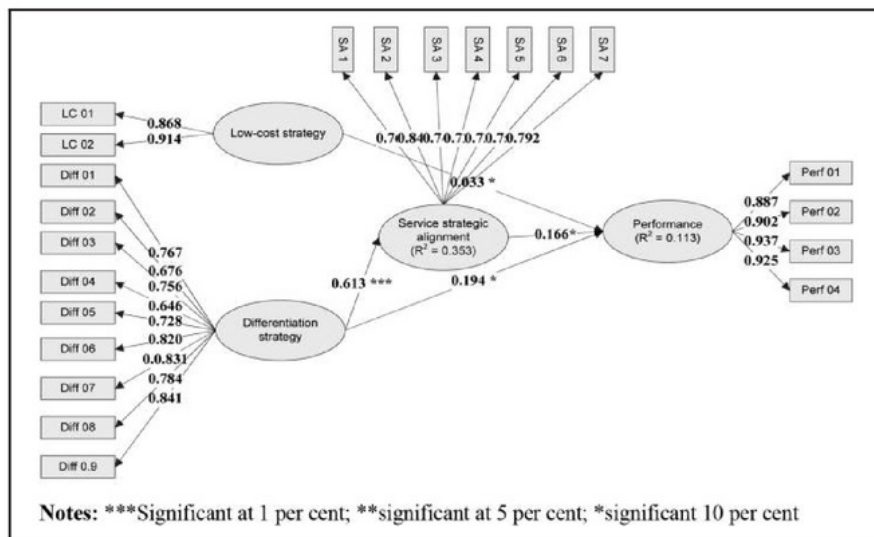 SA 1
SA 2
SA 3
SA 4
SA 5
SA 6
SA 7
LC 01
LC 02
0.868
0.914
Low-cost strategy
0.792
Diff 01
Diff 02
Diff 03
Diff 04
Diff 05
Diff 06
Diff 07
Diff 08
Diff 0.9
0.767
0.676
0.756
0.646
0.728
0.820
0.0.831
0.784
0.841
Differentiation
strategy
0.613 ***
Service strategic
alignment
(R² = 0.353)
0.033 *
0.166*
0.194 *
Performance
(R² = 0.113)
0.887
0.902
0.937
0.925
Perf 01
Perf 02
Perf 03
Perf 04
Notes: ***Significant at 1 per cent; **significant at 5 per cent; *significant 10 per cent